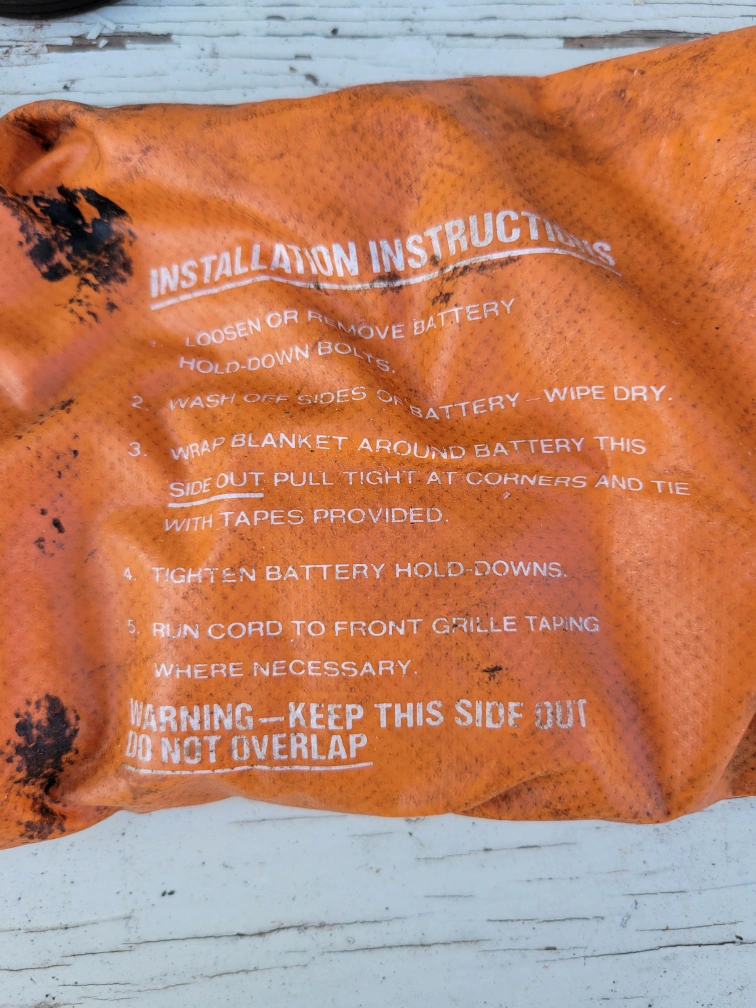 INSTALLATION INSTRUCTIONS
1. LOOSEN OR REMOVE BATTERY
HOLD-DOWN BOLTS.
2. WASH OFF SIDES OF BATTERY – WIPE DRY.
3. WRAP BLANKET AROUND BATTERY THIS
SIDE OUT PULL TIGHT AT CORNERS AND TIE
WITH TAPES PROVIDED.
4. TIGHTEN BATTERY HOLD-DOWNS.
5. RUN CORD TO FRONT GRILLE TAPING
WHERE NECESSARY.
WARNING—KEEP THIS SIDE OUT
DO NOT OVERLAP